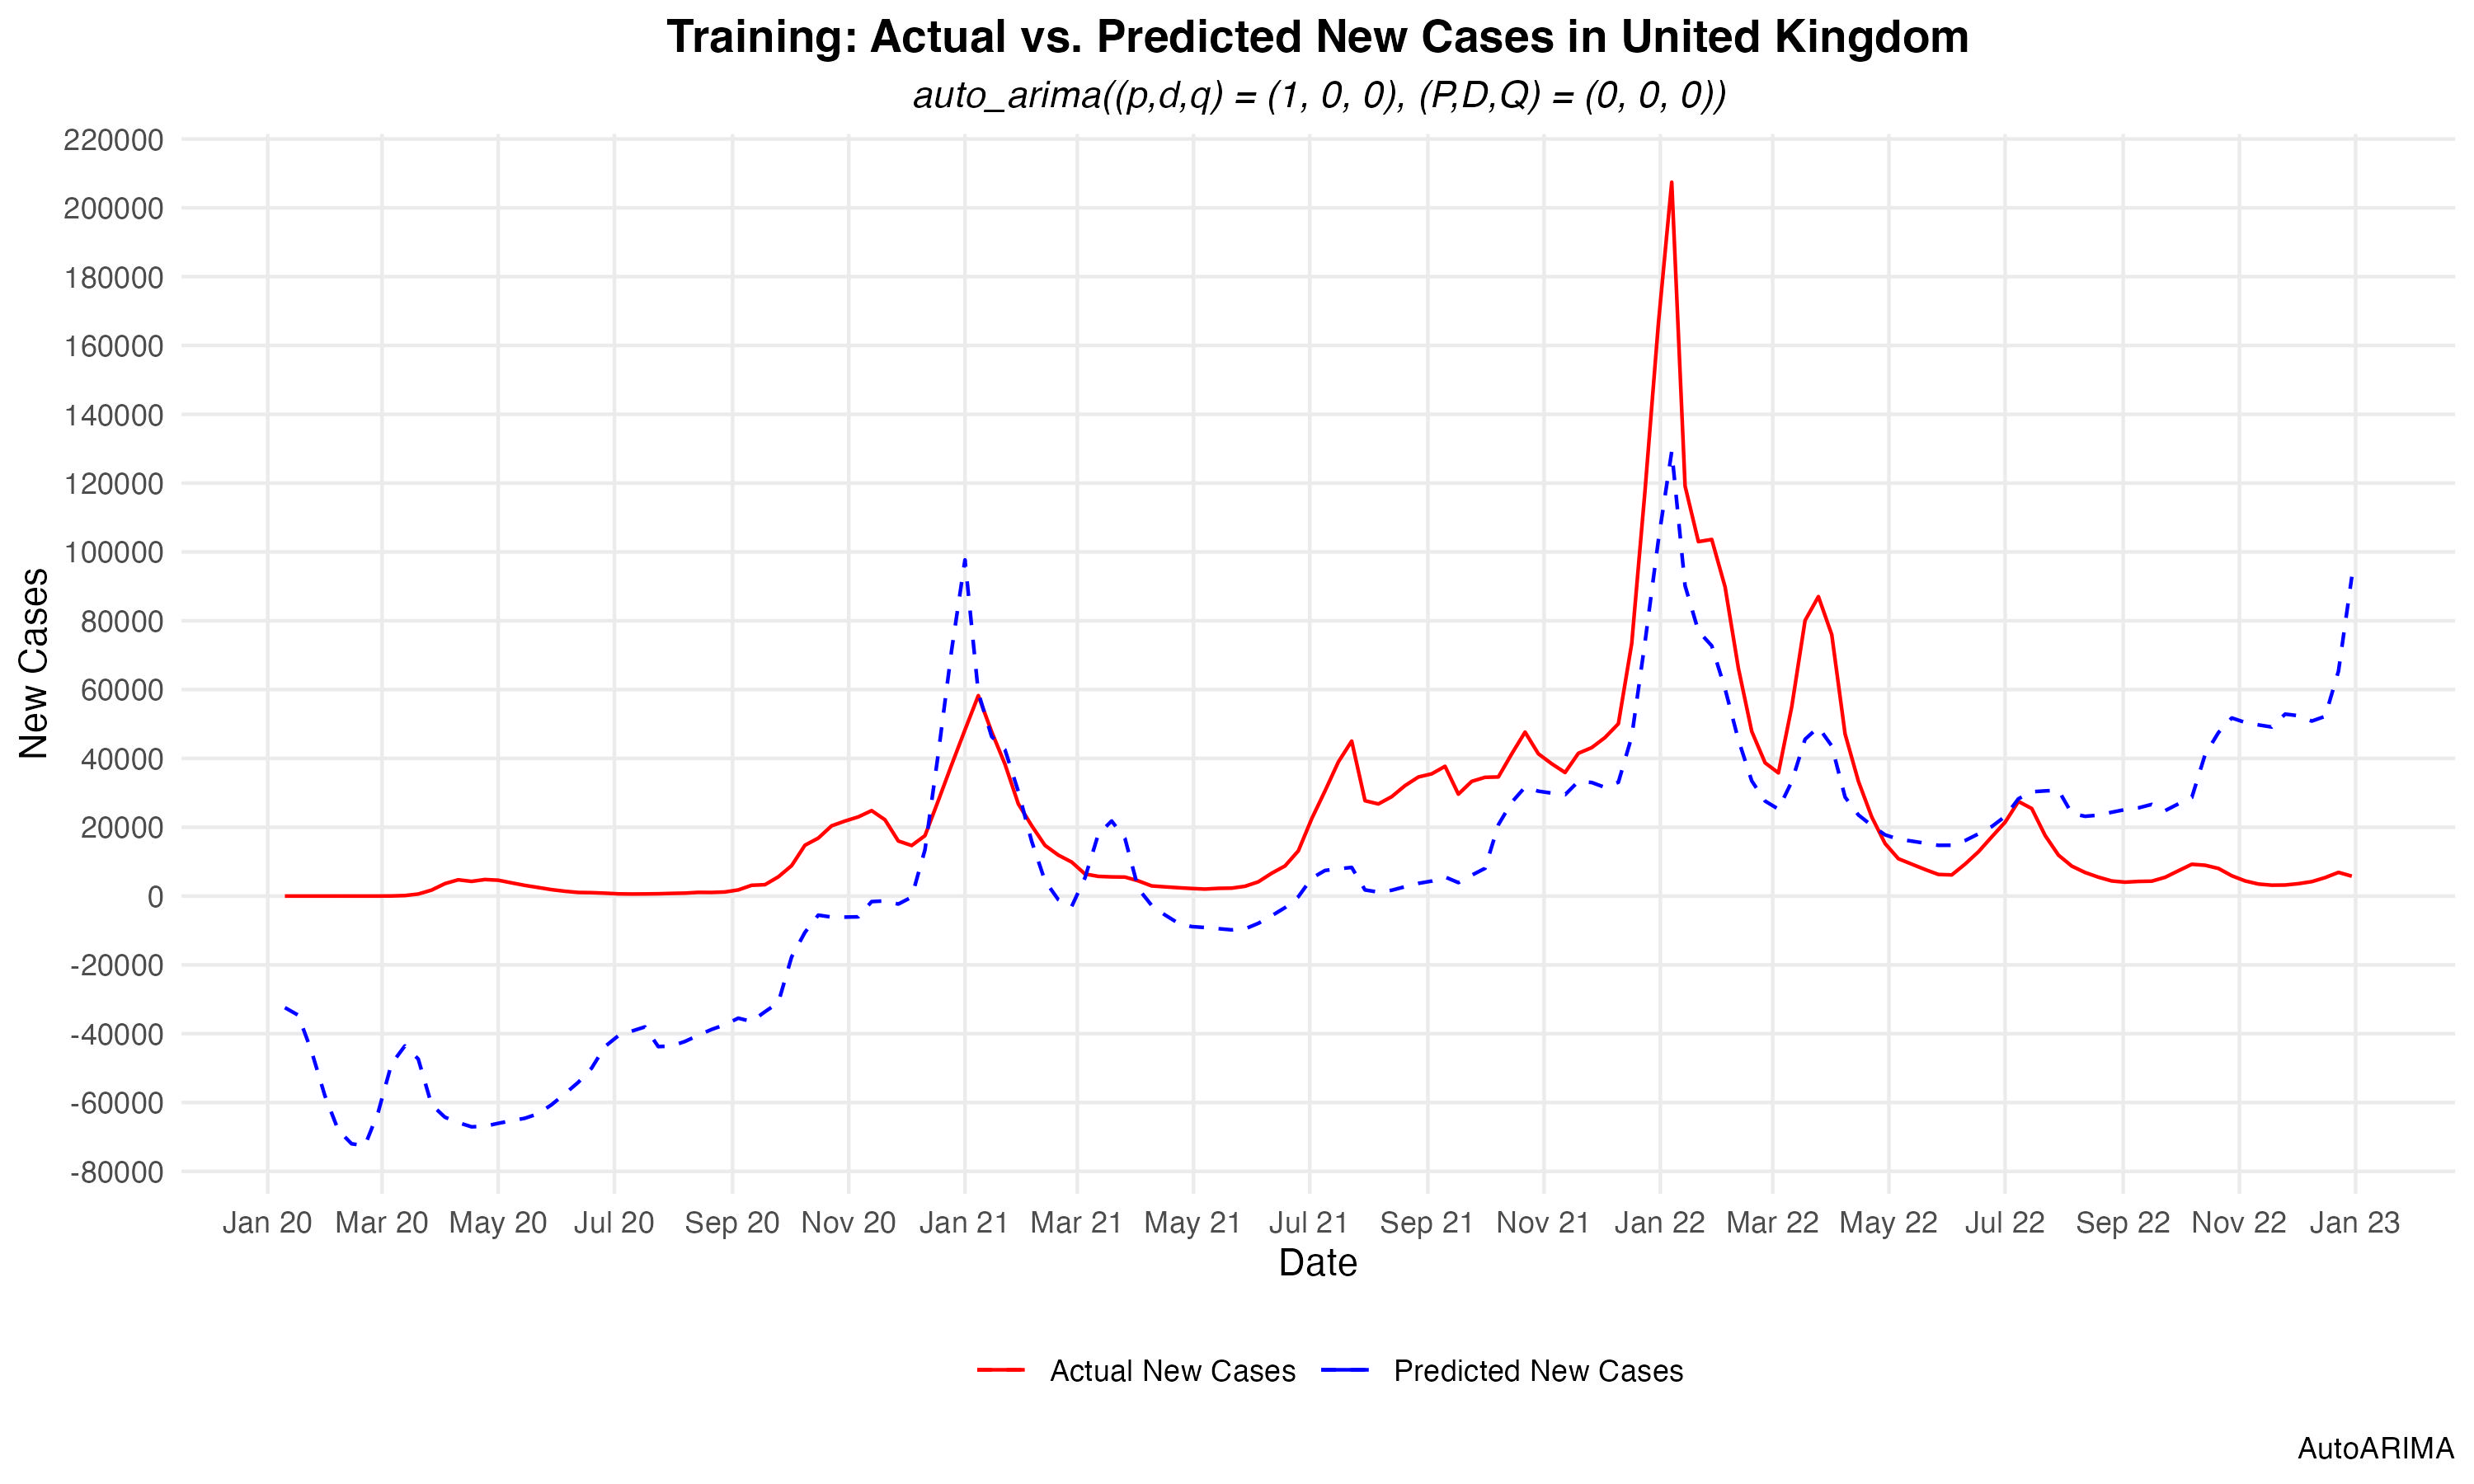 Training: Actual vs. Predicted New Cases in United Kingdom
auto_arima((p,d,q) = (1, 0, 0), (P,D,Q) = (0, 0, 0))
New Cases
220000
200000
180000
160000
140000
120000
100000
80000
60000
40000
20000
0
-20000
-40000
-60000
-80000
Jan 20 Mar 20 May 20 Jul 20 Sep 20 Nov 20 Jan 21 Mar 21 May 21 Jul 21 Sep 21 Nov 21 Jan 22 Mar 22 May 22 Jul 22 Sep 22 Nov 22 Jan 23
Date
Actual New Cases Predicted New Cases
AutoARIMA